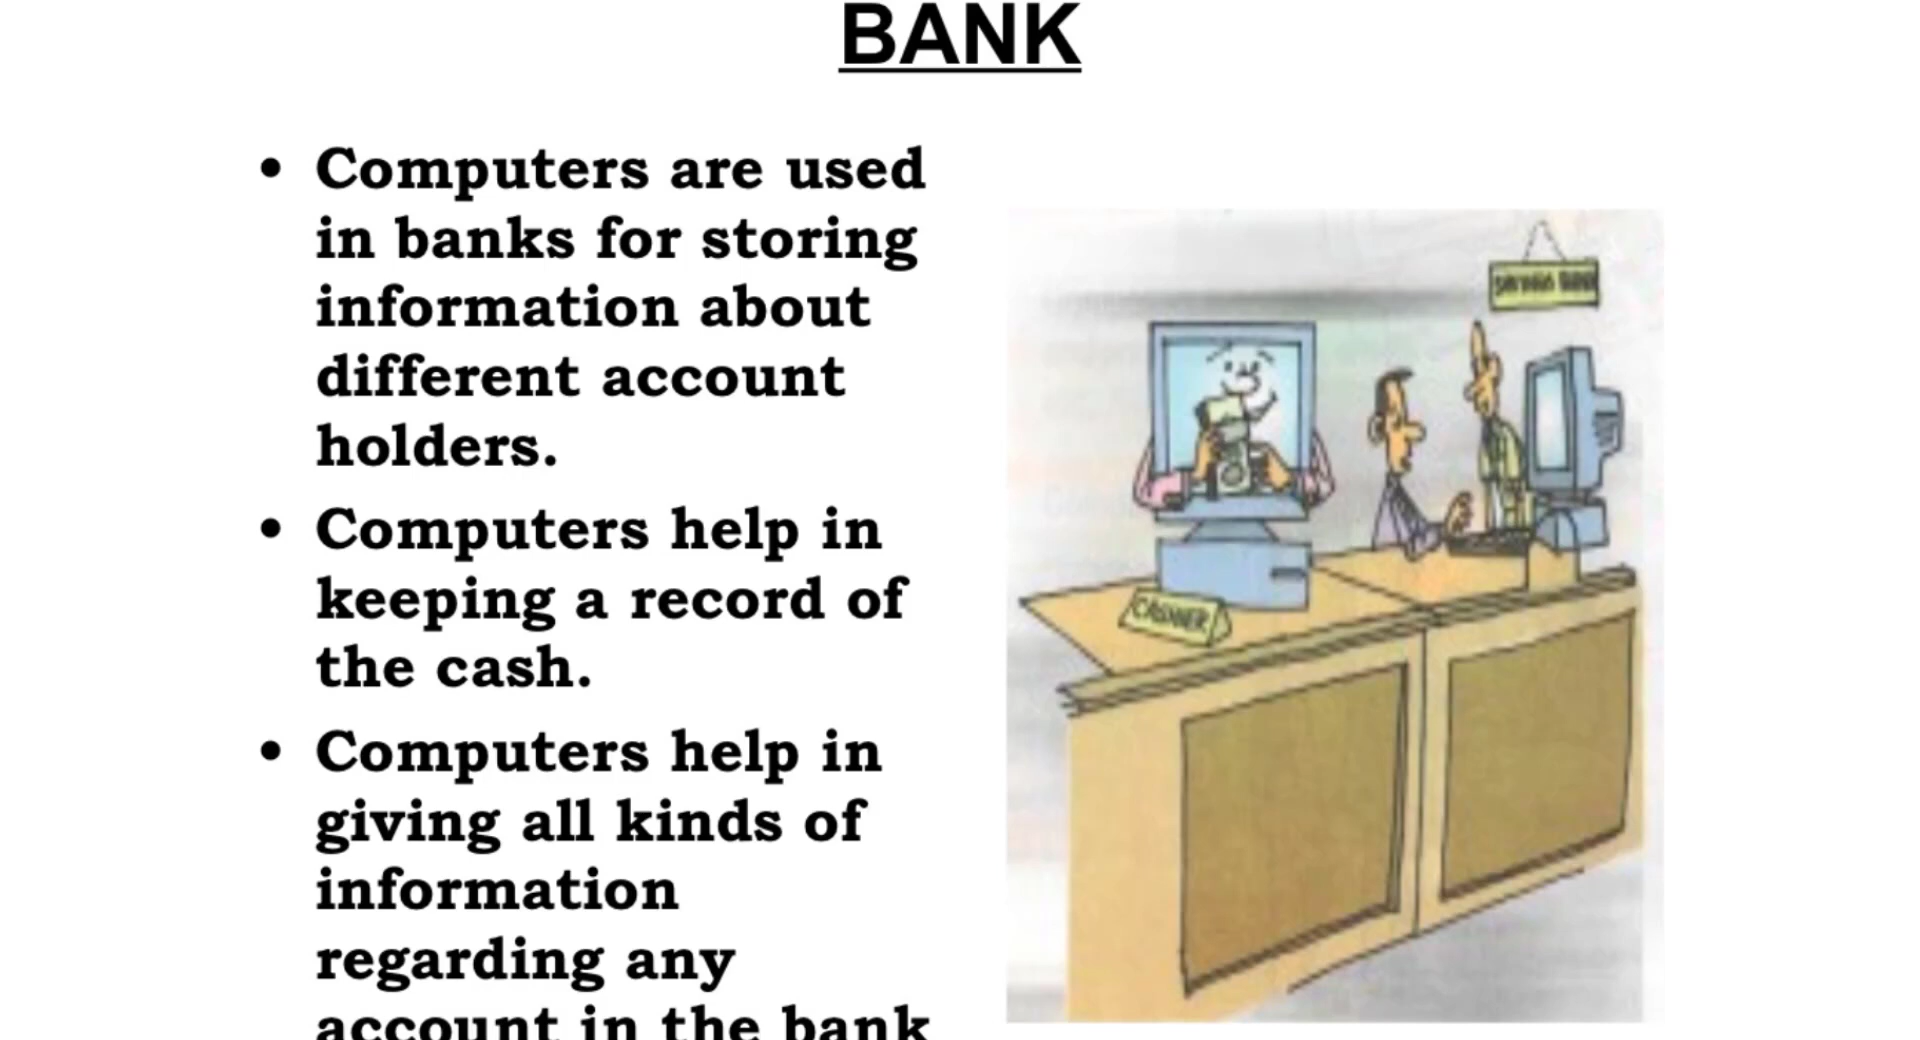 BANK
• Computers are used
in banks for storing
information about
different account
holders.
• Computers help in
keeping a record of
the cash.
• Computers help in
giving all kinds of
information
regarding any
account in the bank
CASHIER